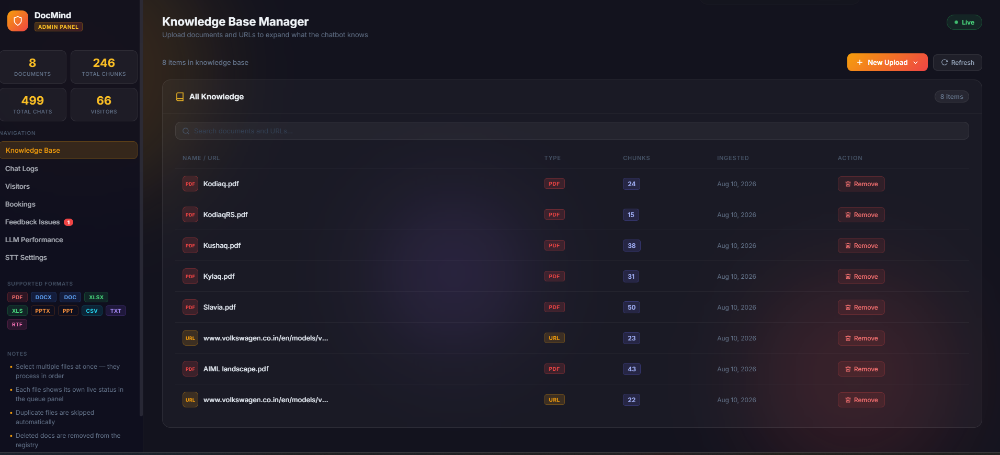 DocMind
ADMIN PANEL
8
DOCUMENTS
246
TOTAL CHUNKS
499
TOTAL CHATS
66
VISITORS
NAVIGATION
Knowledge Base
Chat Logs
Visitors
Bookings
Feedback Issues 1
LLM Performance
STT Settings
SUPPORTED FORMATS
PDF DOCX DOC XLSX
XLS PPTX PPT CSV TXT
RTF
NOTES
• Select multiple files at once — they
process in order
• Each file shows its own live status in
the queue panel
• Duplicate files are skipped
automatically
• Deleted docs are removed from the
registry
Knowledge Base Manager
Upload documents and URLs to expand what the chatbot knows
Live
8 items in knowledge base
+ New Upload
Refresh
All Knowledge
8 items
Search documents and URLs...
NAME / URL TYPE CHUNKS INGESTED ACTION
PDF Kodiaq.pdf PDF 24 Aug 10, 2026 Remove
PDF KodiaqRS.pdf PDF 15 Aug 10, 2026 Remove
PDF Kushaq.pdf PDF 38 Aug 10, 2026 Remove
PDF Kylaq.pdf PDF 31 Aug 10, 2026 Remove
PDF Slavia.pdf PDF 50 Aug 10, 2026 Remove
URL www.volkswagen.co.in/en/models/v... URL 23 Aug 10, 2026 Remove
PDF AIML landscape.pdf PDF 43 Aug 10, 2026 Remove
URL www.volkswagen.co.in/en/models/v... URL 22 Aug 10, 2026 Remove